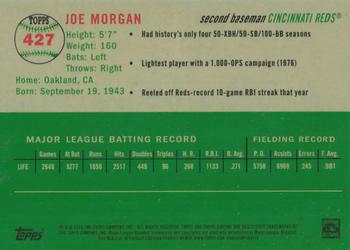 TOPPS
427
JOE MORGAN
second baseman CINCINNATI REDS®
Height: 5'7"
Weight: 160
Bats: Left
Throws: Right
Home: Oakland, CA
Born: September 19, 1943
• Had history's only four 50-XBH/50-SB/100-BB seasons
• Lightest player with a 1.000-OPS campaign (1976)
• Reeled off Reds-record 10-game RBI streak that year
MAJOR LEAGUE BATTING RECORD
FIELDING RECORD
Games At Bat Runs Hits Doubles Triples H.R. R.B.I. B. Avg. P.O. Assists Errors F. Avg.
LIFE 2649 9277 1650 2517 449 96 268 1133 .271 5758 6969 245 .981
topps